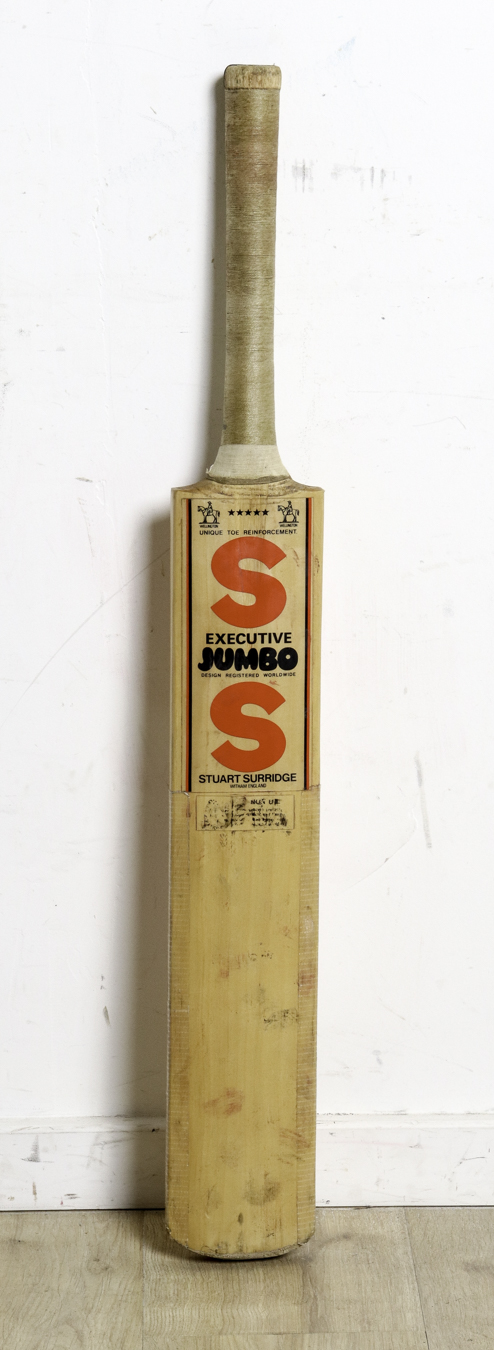 ★★★★★
WELLINGTON WELLINGTON
UNIQUE TOE REINFORCEMENT
S
EXECUTIVE
JUMBO
DESIGN REGISTERED WORLDWIDE
S
STUART SURRIDGE
WITHAM ENGLAND